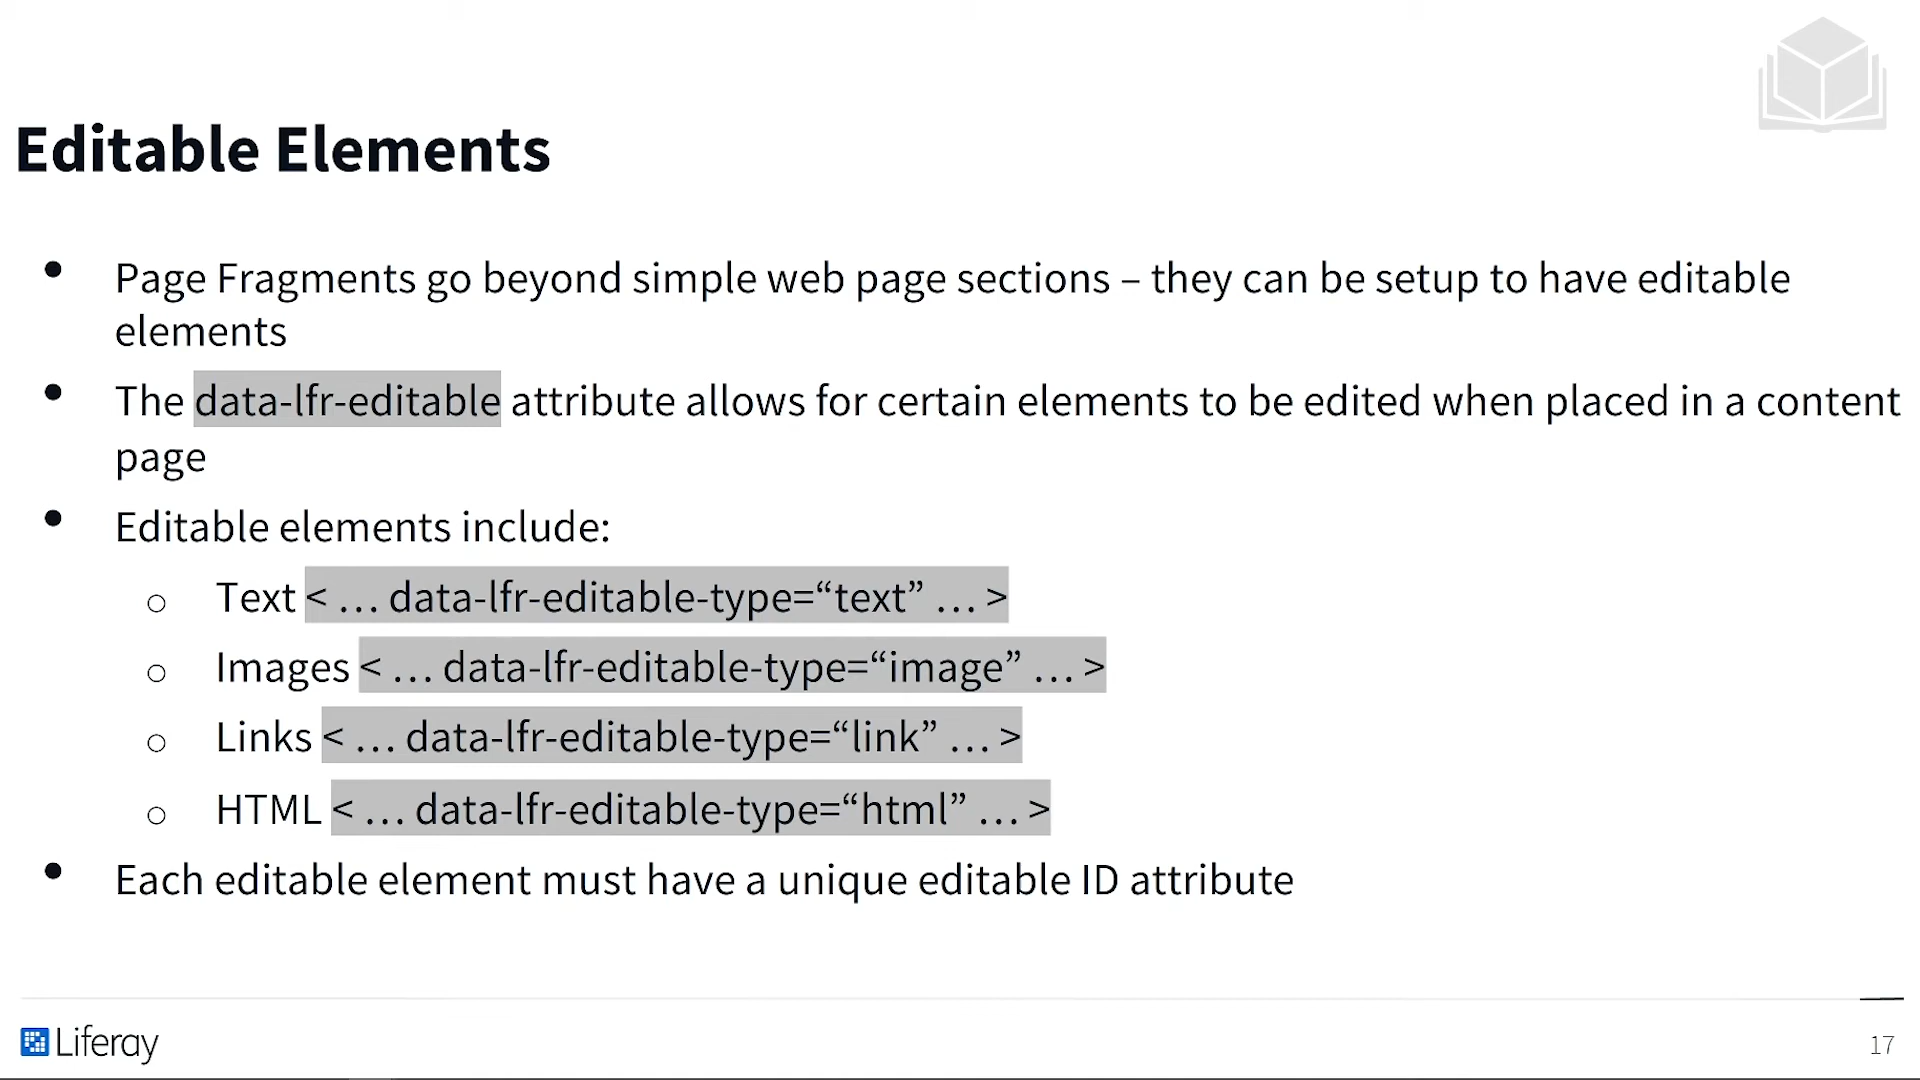 Editable Elements
• Page Fragments go beyond simple web page sections – they can be setup to have editable
elements
• The data-lfr-editable attribute allows for certain elements to be edited when placed in a content
page
• Editable elements include:
○ Text < … data-lfr-editable-type=“text” … >
○ Images < … data-lfr-editable-type=“image” … >
○ Links < … data-lfr-editable-type=“link” … >
○ HTML < … data-lfr-editable-type=“html” … >
• Each editable element must have a unique editable ID attribute
Liferay
17